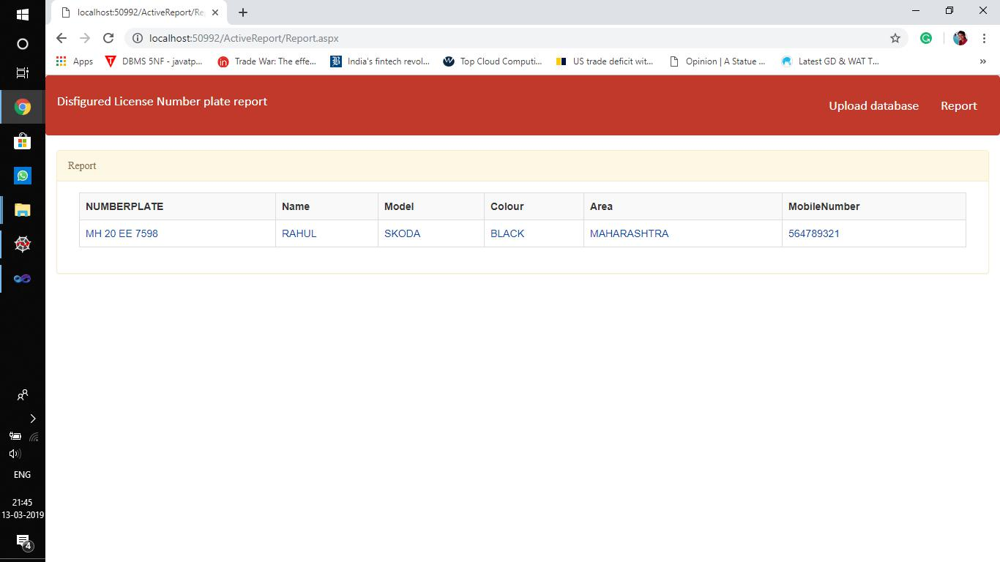 localhost:50992/ActiveReport/Re
localhost:50992/ActiveReport/Report.aspx
Apps
DBMS 5NF - javatp...
Trade War: The effe...
India's fintech revol...
Top Cloud Computi...
US trade deficit wit...
Opinion | A Statue ...
Latest GD & WAT T...
»
Disfigured License Number plate report
Upload database
Report
Report
NUMBERPLATE Name Model Colour Area MobileNumber
MH 20 EE 7598 RAHUL SKODA BLACK MAHARASHTRA 564789321
ENG
21:45
13-03-2019
4